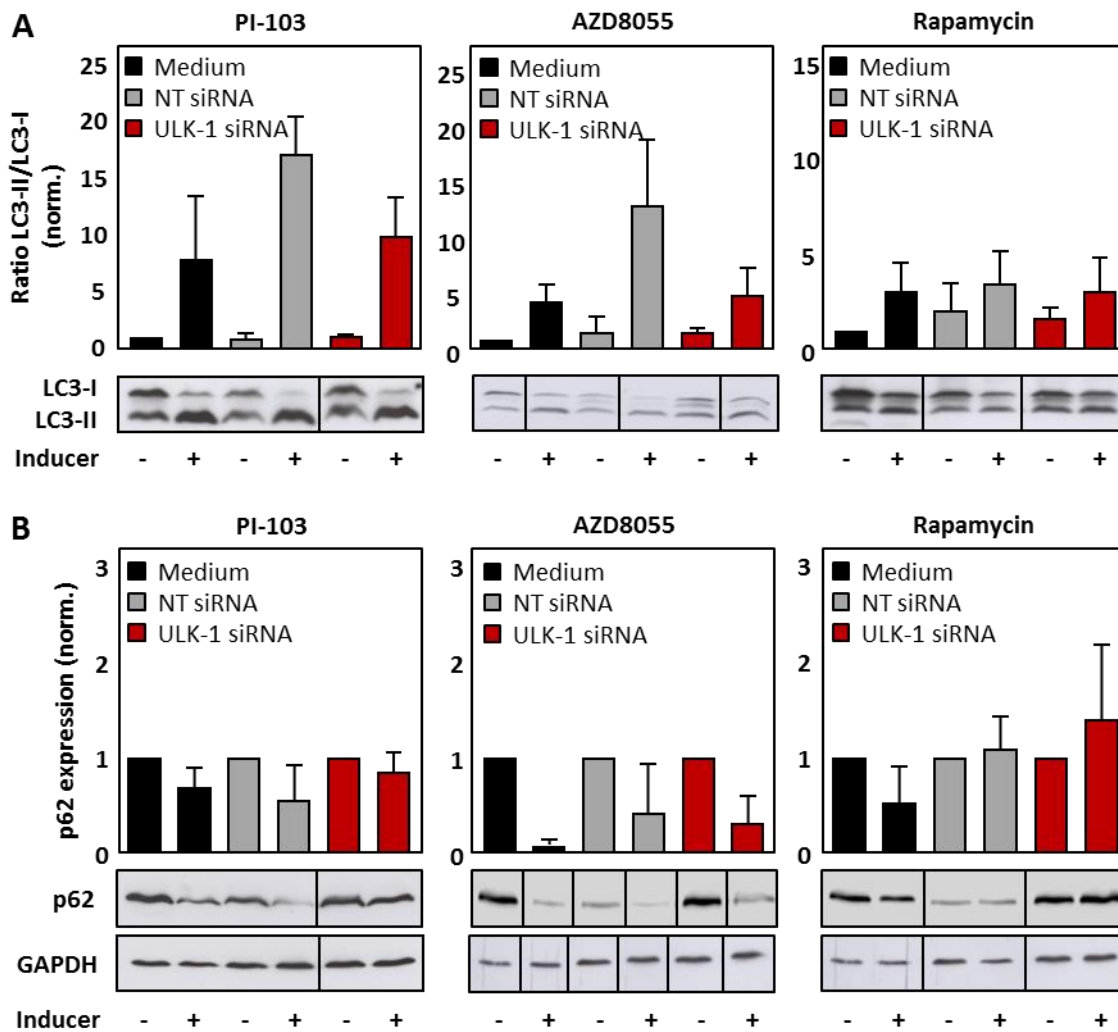 A
PI-103
AZD8055
Rapamycin
Ratio LC3-II/LC3-I
(norm.)
25
20
15
10
5
0
Medium
NT siRNA
ULK-1 siRNA
25
20
15
10
5
0
Medium
NT siRNA
ULK-1 siRNA
15
10
5
0
Medium
NT siRNA
ULK-1 siRNA
LC3-I
LC3-II
Inducer - + - + - + - + - + - + - + - + - +
B
PI-103
AZD8055
Rapamycin
p62 expression (norm.)
3
2
1
0
Medium
NT siRNA
ULK-1 siRNA
3
2
1
0
Medium
NT siRNA
ULK-1 siRNA
3
2
1
0
Medium
NT siRNA
ULK-1 siRNA
p62
GAPDH
Inducer - + - + - + - + - + - + - + - + - +